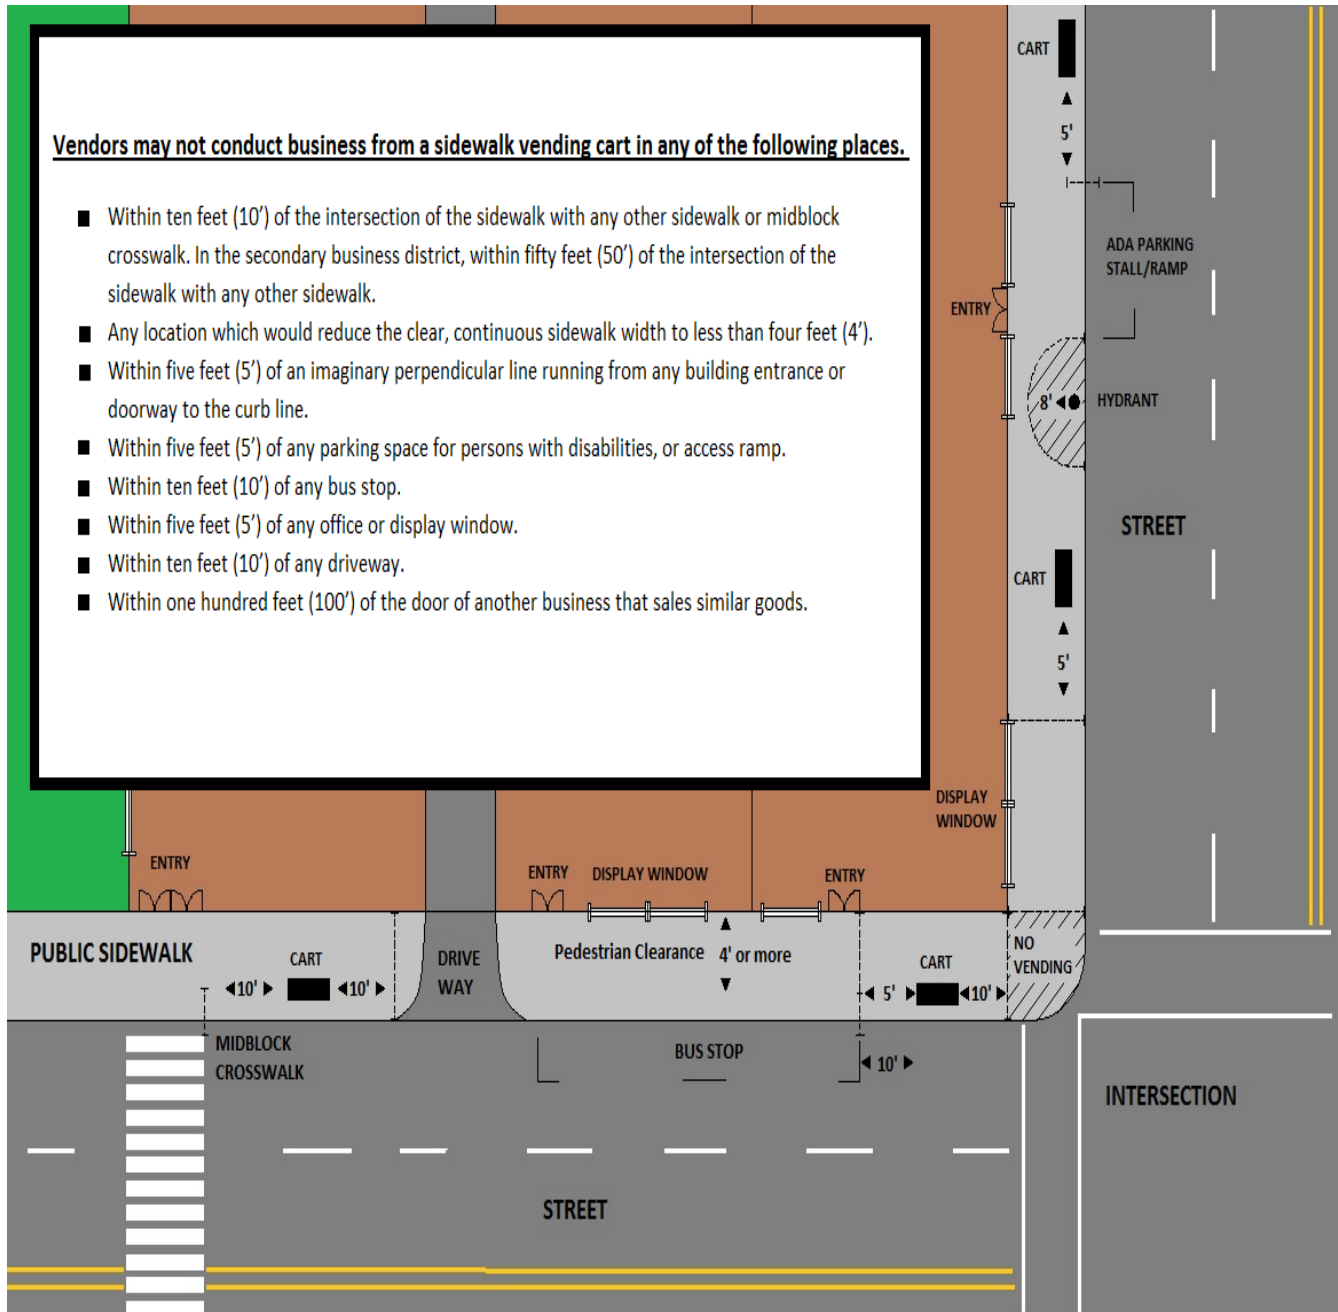 Vendors may not conduct business from a sidewalk vending cart in any of the following places.
■ Within ten feet (10') of the intersection of the sidewalk with any other sidewalk or midblock
crosswalk. In the secondary business district, within fifty feet (50') of the intersection of the
sidewalk with any other sidewalk.
■ Any location which would reduce the clear, continuous sidewalk width to less than four feet (4').
■ Within five feet (5') of an imaginary perpendicular line running from any building entrance or
doorway to the curb line.
■ Within five feet (5') of any parking space for persons with disabilities, or access ramp.
■ Within ten feet (10') of any bus stop.
■ Within five feet (5') of any office or display window.
■ Within ten feet (10') of any driveway.
■ Within one hundred feet (100') of the door of another business that sales similar goods.
CART
5'
ADA PARKING
STALL/RAMP
ENTRY
8'
HYDRANT
STREET
CART
5'
DISPLAY
WINDOW
ENTRY
ENTRY
DISPLAY WINDOW
ENTRY
PUBLIC SIDEWALK
CART
10'
10'
DRIVE
WAY
Pedestrian Clearance
4' or more
CART
5'
10'
NO
VENDING
MIDBLOCK
CROSSWALK
BUS STOP
10'
INTERSECTION
STREET